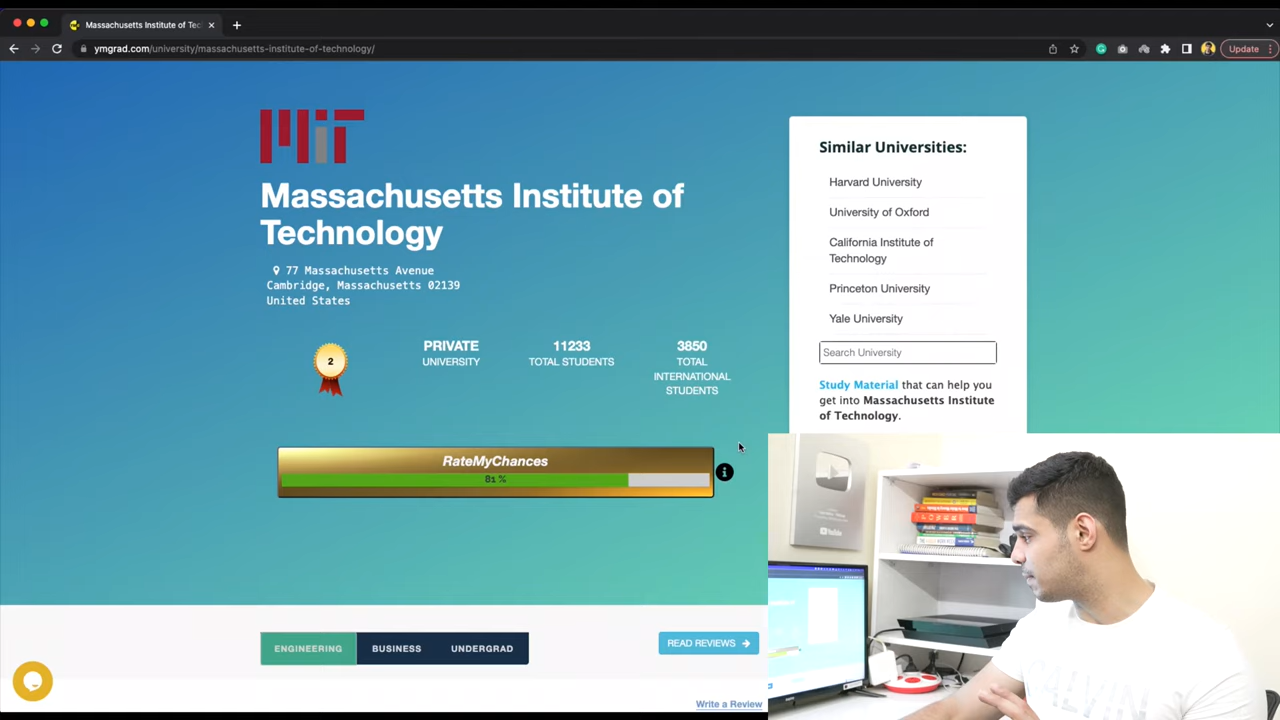 Massachusetts Institute of Tec
ymgrad.com/university/massachusetts-institute-of-technology/
Update
MIT
Massachusetts Institute of
Technology
77 Massachusetts Avenue
Cambridge, Massachusetts 02139
United States
2
PRIVATE
UNIVERSITY
11233
TOTAL STUDENTS
3850
TOTAL
INTERNATIONAL
STUDENTS
RateMyChances
81 %
Similar Universities:
Harvard University
University of Oxford
California Institute of
Technology
Princeton University
Yale University
Search University
Study Material that can help you
get into Massachusetts Institute
of Technology.
ENGINEERING
BUSINESS
UNDERGRAD
READ REVIEWS
Write a Review
YouTube